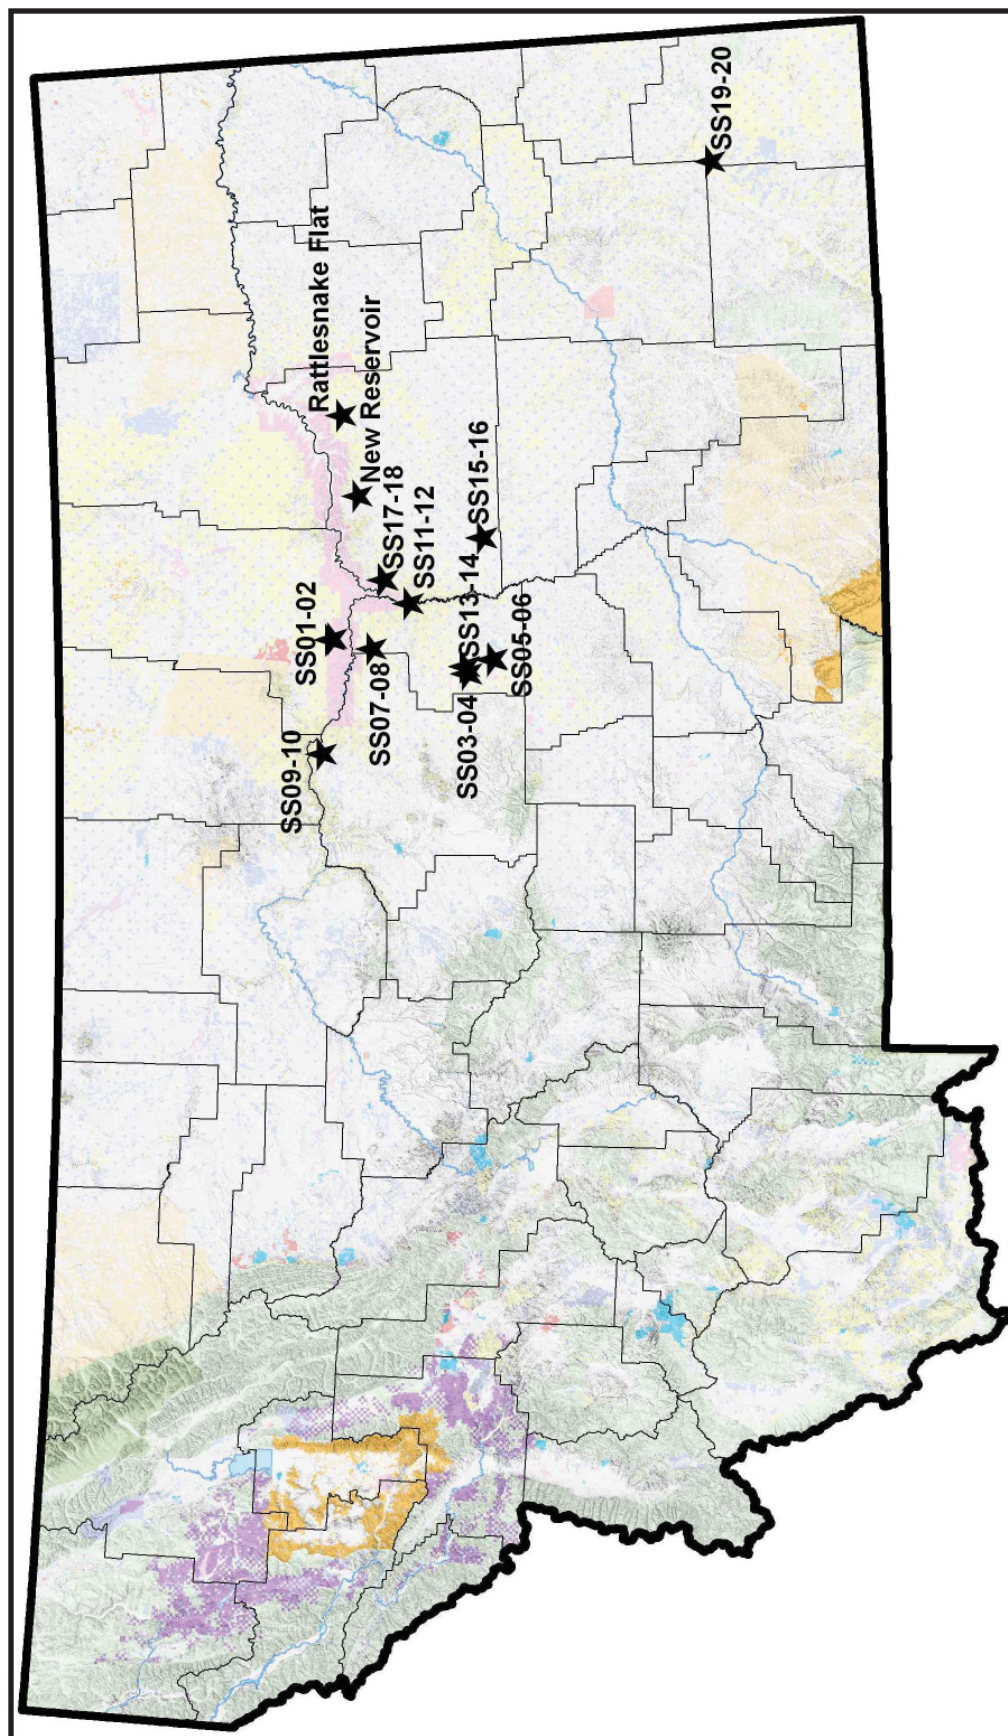 SS09-10
SS01-02
Rattlesnake Flat
New Reservoir
SS07-08
SS17-18
SS11-12
SS03-04
SS13-14
SS15-16
SS05-06
SS19-20